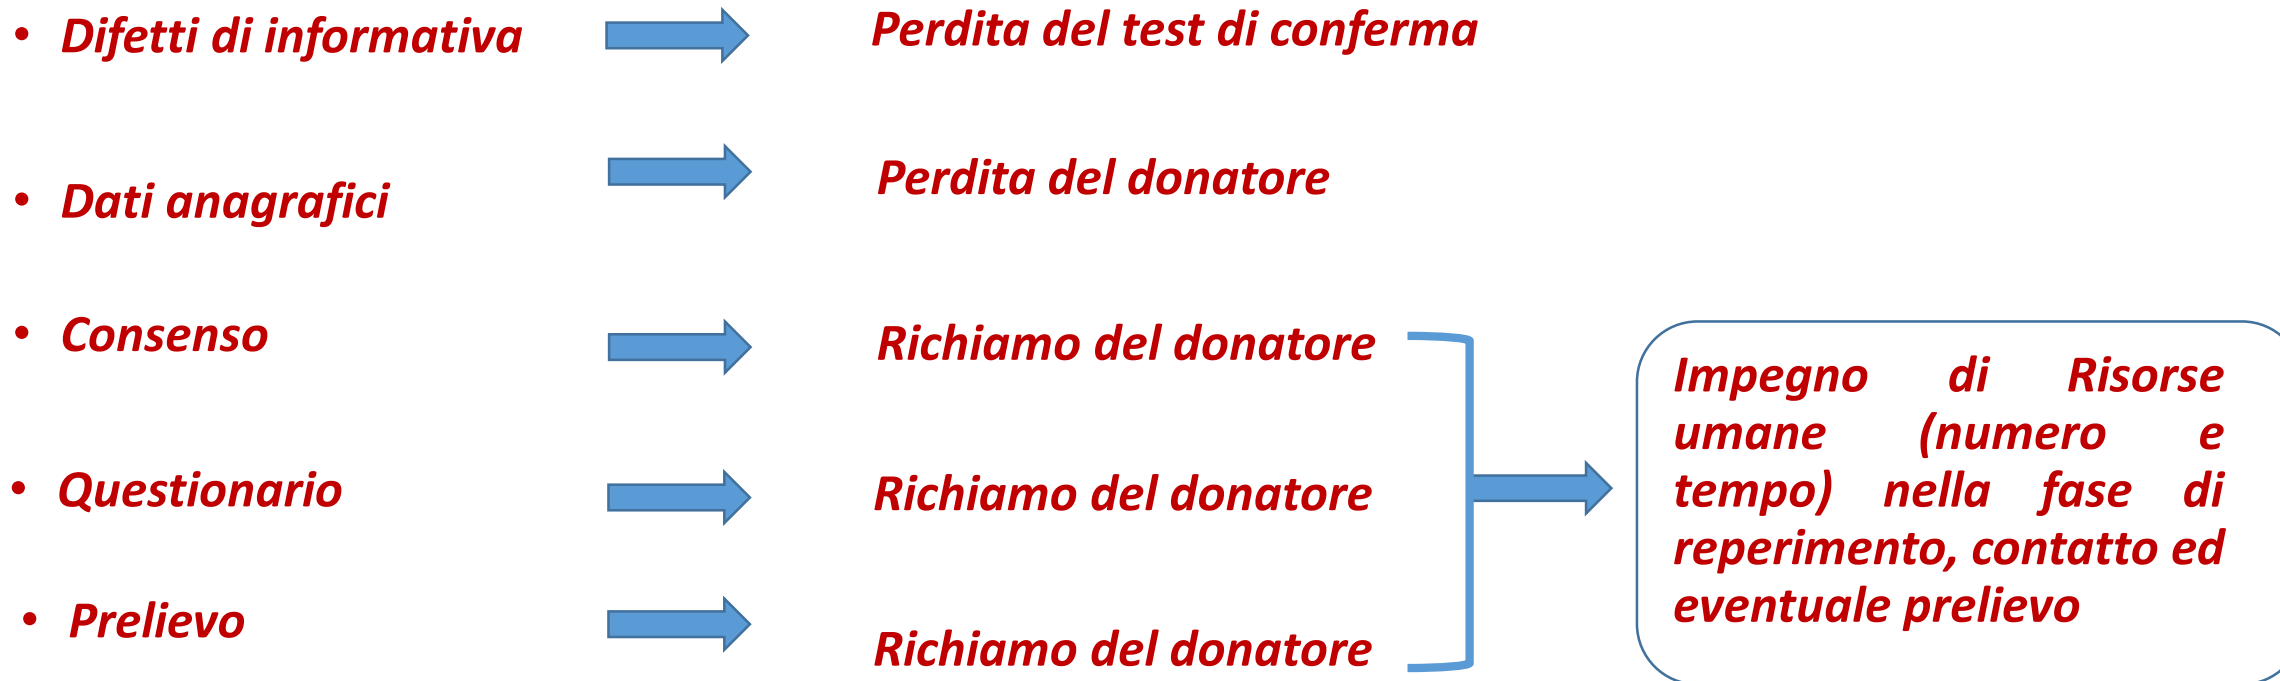 • Difetti di informativa
Perdita del test di conferma
• Dati anagrafici
Perdita del donatore
• Consenso
Richiamo del donatore
• Questionario
Richiamo del donatore
• Prelievo
Richiamo del donatore
Impegno di Risorse
umane (numero e
tempo) nella fase di
reperimento, contatto ed
eventuale prelievo